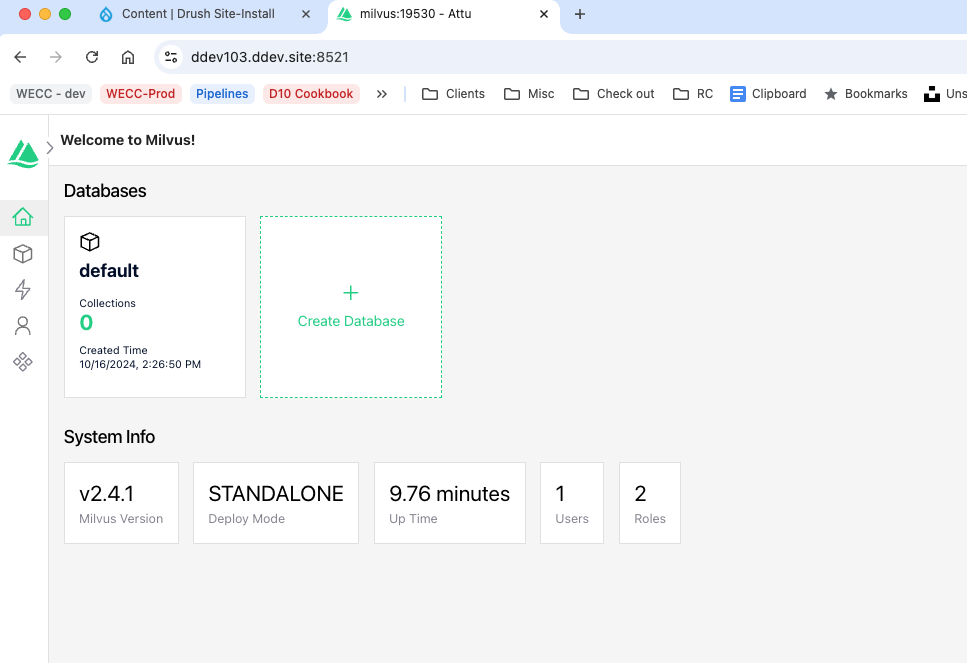 Content | Drush Site-Install
milvus:19530 - Attu
ddev103.ddev.site:8521
WECC - dev WECC-Prod Pipelines D10 Cookbook Clients Misc Check out RC Clipboard Bookmarks Uns
Welcome to Milvus!
Databases
default
Collections
0
Created Time
10/16/2024, 2:26:50 PM
Create Database
System Info
v2.4.1
Milvus Version
STANDALONE
Deploy Mode
9.76 minutes
Up Time
1
Users
2
Roles